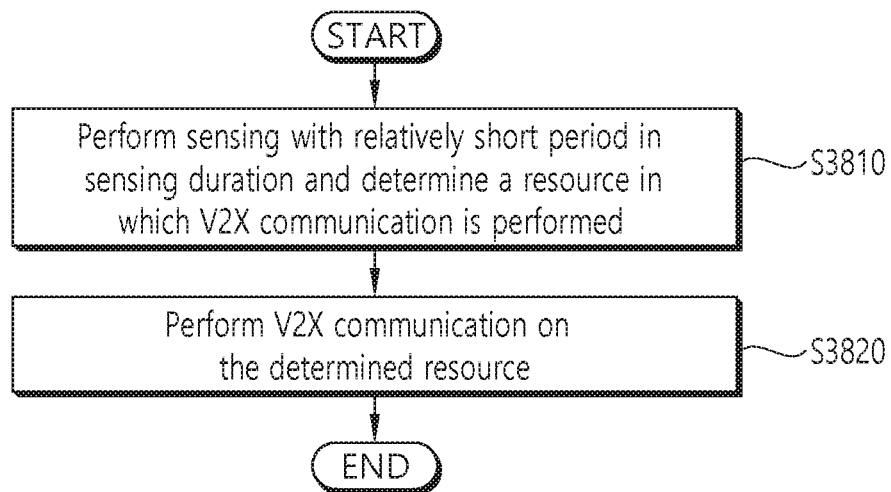 START
Perform sensing with relatively short period in
sensing duration and determine a resource in
which V2X communication is performed
S3810
Perform V2X communication on
the determined resource
S3820
END